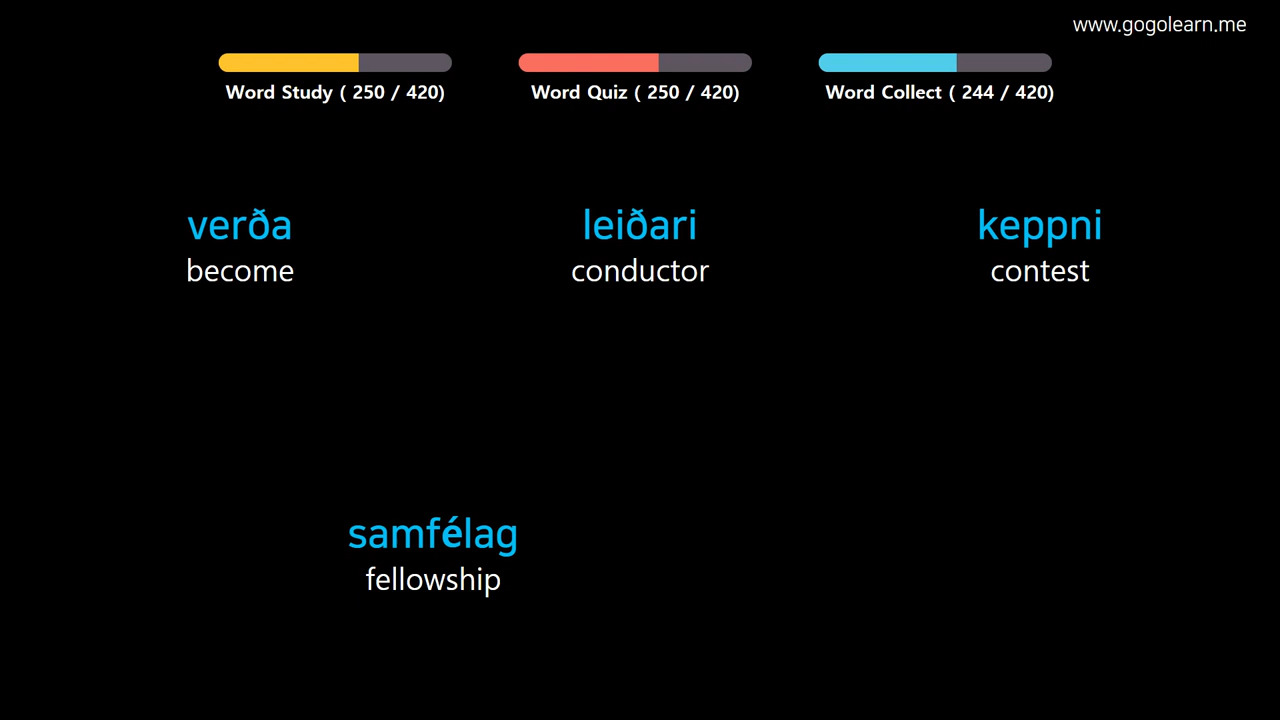 www.gogolearn.me
Word Study ( 250 / 420)
Word Quiz ( 250 / 420)
Word Collect ( 244 / 420)
verða
become
leiðari
conductor
keppni
contest
samfélag
fellowship